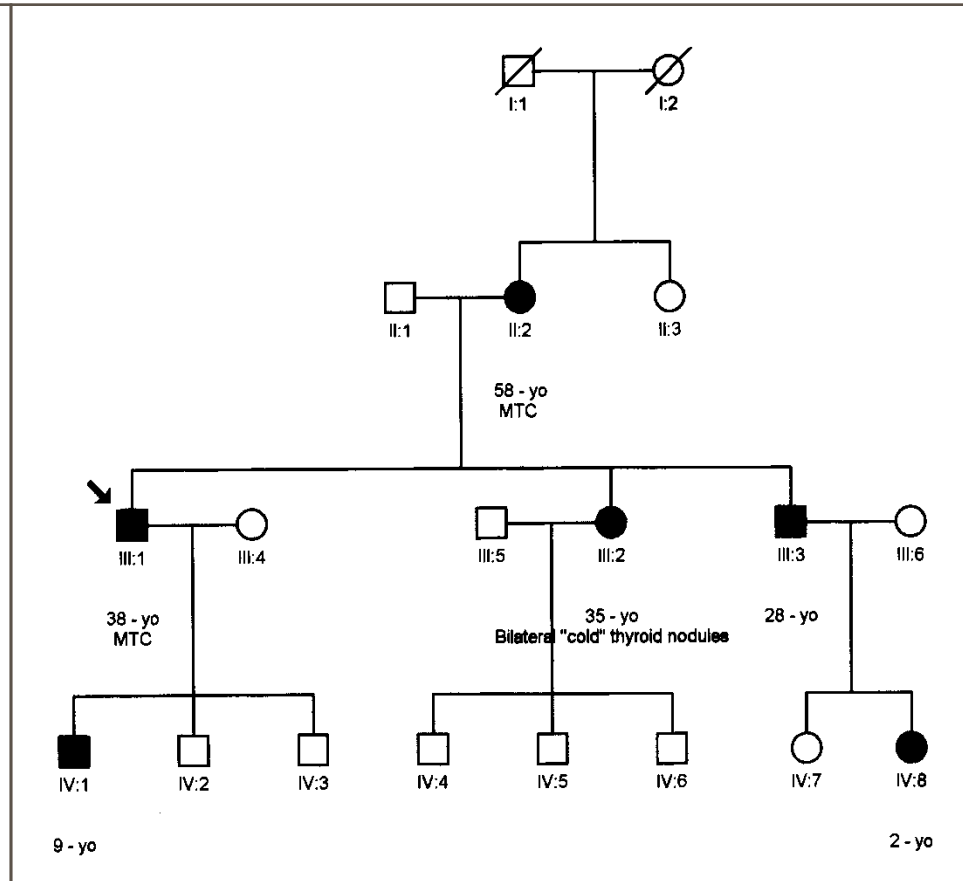 I:1 I:2
II:1 II:2 II:3
58 - yo
MTC
III:1 III:4 III:5 III:2 III:3 III:6
38 - yo 35 - yo 28 - yo
MTC Bilateral "cold" thyroid nodules
IV:1 IV:2 IV:3 IV:4 IV:5 IV:6 IV:7 IV:8
9 - yo 2 - yo